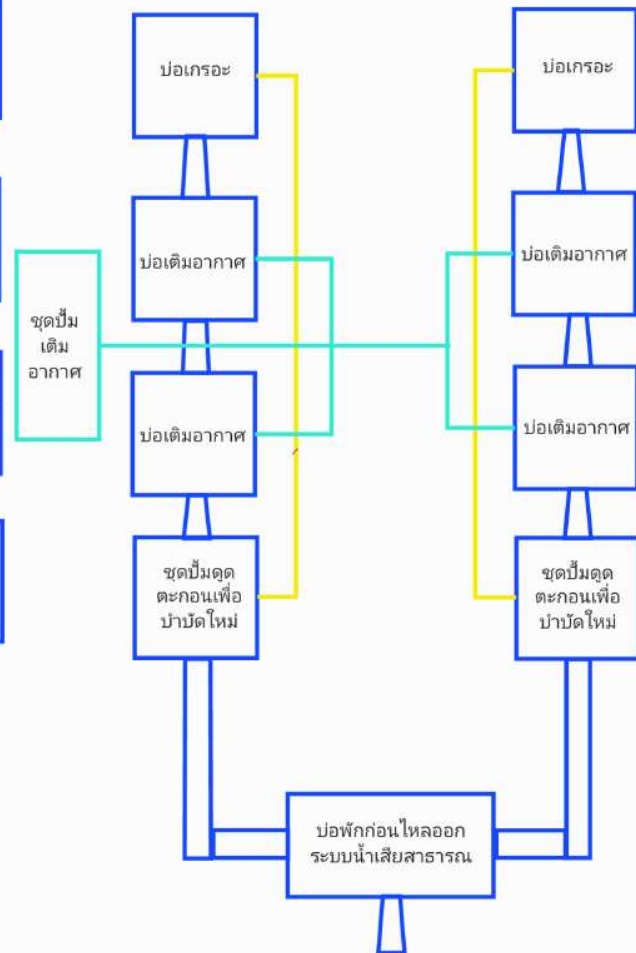 บ่อเกรอะ
บ่อเกรอะ
บ่อเติมอากาศ
บ่อเติมอากาศ
ชุดปั๊ม
เติม
อากาศ
บ่อเติมอากาศ
บ่อเติมอากาศ
ชุดปั๊มดูด
ตะกอนเพื่อ
บำบัดใหม่
ชุดปั๊มดูด
ตะกอนเพื่อ
บำบัดใหม่
บ่อพักก่อนไหลออก
ระบบน้ำเสียสาธารณ